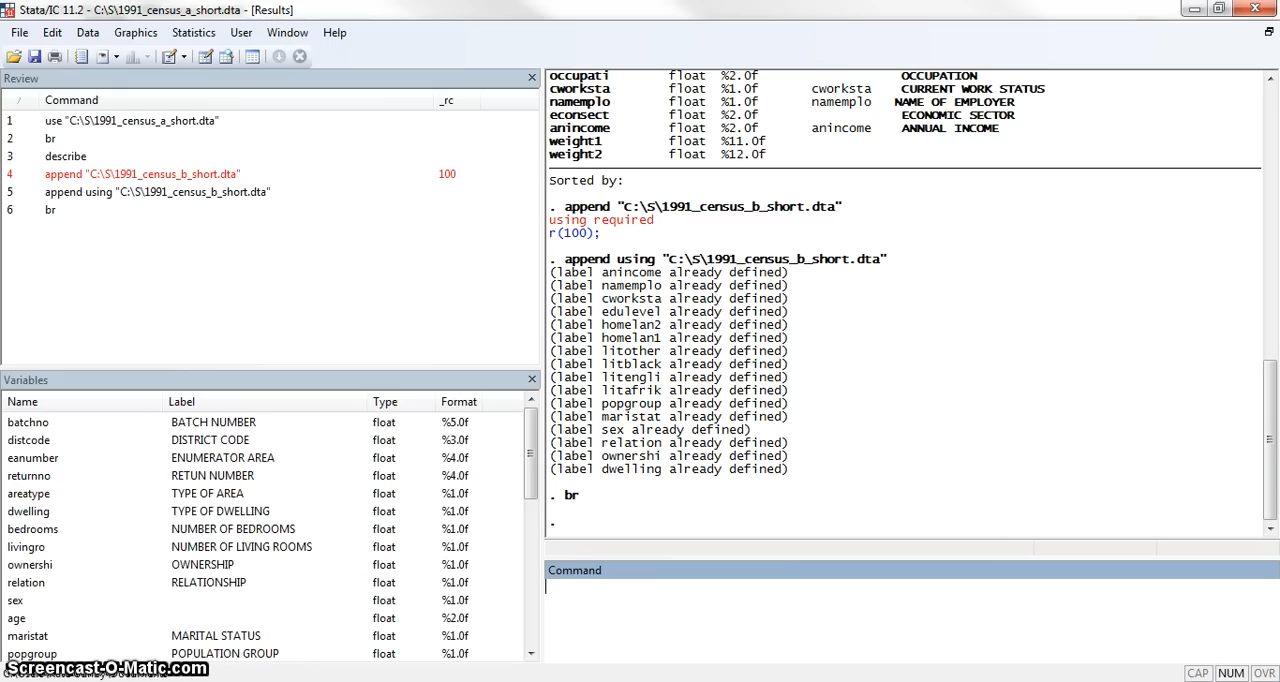 Stata/IC 11.2 - C:\S\1991_census_a_short.dta - [Results]
File Edit Data Graphics Statistics User Window Help
Review
Command _rc
1 use "C:\S\1991_census_a_short.dta"
2 br
3 describe
4 append "C:\S\1991_census_b_short.dta" 100
5 append using "C:\S\1991_census_b_short.dta"
6 br
Variables
Name Label Type Format
batchno BATCH NUMBER float %5.0f
distcode DISTRICT CODE float %3.0f
eanumber ENUMERATOR AREA float %4.0f
returnno RETUN NUMBER float %4.0f
areatype TYPE OF AREA float %1.0f
dwelling TYPE OF DWELLING float %1.0f
bedrooms NUMBER OF BEDROOMS float %1.0f
livingro NUMBER OF LIVING ROOMS float %1.0f
ownershi OWNERSHIP float %1.0f
relation RELATIONSHIP float %1.0f
sex float %1.0f
age float %2.0f
maristat MARITAL STATUS float %1.0f
popgroup POPULATION GROUP float %1.0f
occupati float %2.0f OCCUPATION
cworksta float %1.0f cworksta CURRENT WORK STATUS
namemplo float %1.0f namemplo NAME OF EMPLOYER
econsect float %2.0f ECONOMIC SECTOR
anincome float %2.0f anincome ANNUAL INCOME
weight1 float %11.0f
weight2 float %12.0f
Sorted by:
. append "C:\S\1991_census_b_short.dta"
using required
r(100);
. append using "C:\S\1991_census_b_short.dta"
(label anincome already defined)
(label namemplo already defined)
(label cworksta already defined)
(label edulevel already defined)
(label homelan2 already defined)
(label homelan1 already defined)
(label litother already defined)
(label litblack already defined)
(label litengli already defined)
(label litafrik already defined)
(label popgroup already defined)
(label maristat already defined)
(label sex already defined)
(label relation already defined)
(label ownershi already defined)
(label dwelling already defined)
. br
.
Command
Screencast-O-Matic.com
CAP NUM OVR